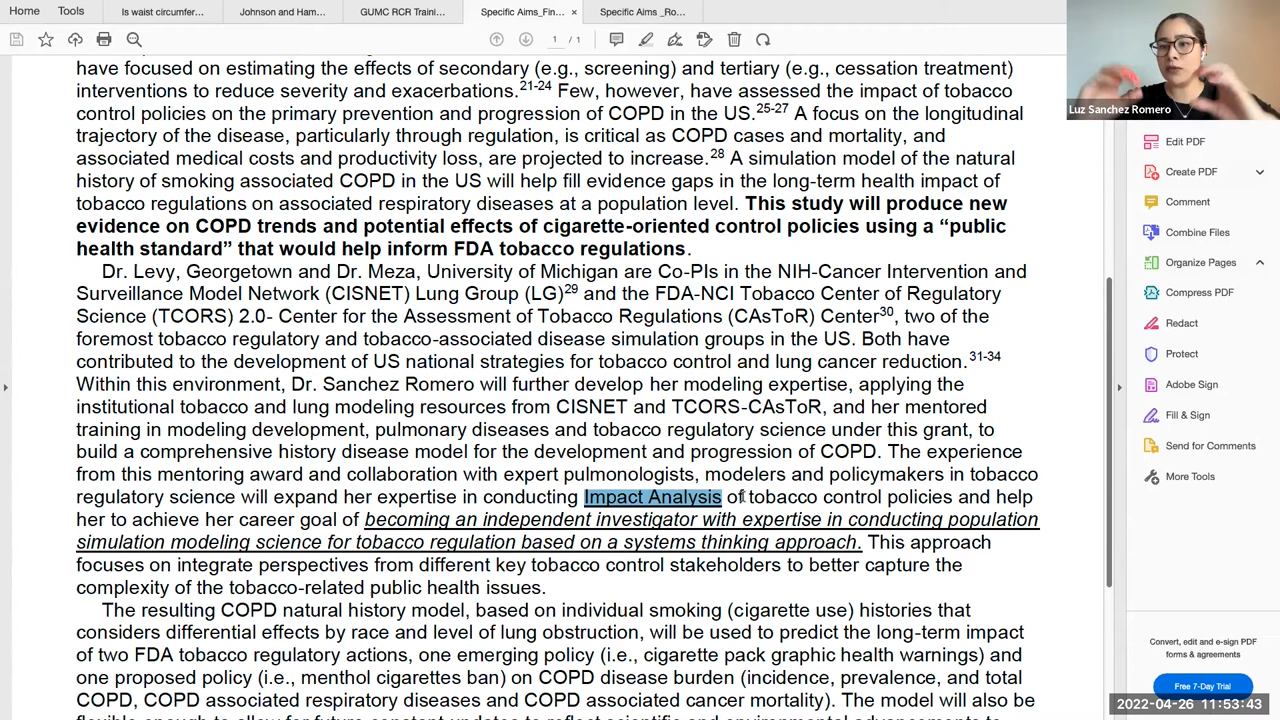 Home
Tools
Is waist circumfer...
Johnson and Ham...
GUMC RCR Traini...
Specific Aims_Fin...
×
Specific Aims _Ro...
1 / 1
Luz Sanchez Romero
have focused on estimating the effects of secondary (e.g., screening) and tertiary (e.g., cessation treatment)
interventions to reduce severity and exacerbations.21-24 Few, however, have assessed the impact of tobacco
control policies on the primary prevention and progression of COPD in the US.25-27 A focus on the longitudinal
trajectory of the disease, particularly through regulation, is critical as COPD cases and mortality, and
associated medical costs and productivity loss, are projected to increase.28 A simulation model of the natural
history of smoking associated COPD in the US will help fill evidence gaps in the long-term health impact of
tobacco regulations on associated respiratory diseases at a population level. This study will produce new
evidence on COPD trends and potential effects of cigarette-oriented control policies using a “public
health standard” that would help inform FDA tobacco regulations.
Dr. Levy, Georgetown and Dr. Meza, University of Michigan are Co-PIs in the NIH-Cancer Intervention and
Surveillance Model Network (CISNET) Lung Group (LG)29 and the FDA-NCI Tobacco Center of Regulatory
Science (TCORS) 2.0- Center for the Assessment of Tobacco Regulations (CAsToR) Center30, two of the
foremost tobacco regulatory and tobacco-associated disease simulation groups in the US. Both have
contributed to the development of US national strategies for tobacco control and lung cancer reduction.31-34
Within this environment, Dr. Sanchez Romero will further develop her modeling expertise, applying the
institutional tobacco and lung modeling resources from CISNET and TCORS-CAsToR, and her mentored
training in modeling development, pulmonary diseases and tobacco regulatory science under this grant, to
build a comprehensive history disease model for the development and progression of COPD. The experience
from this mentoring award and collaboration with expert pulmonologists, modelers and policymakers in tobacco
regulatory science will expand her expertise in conducting Impact Analysis of tobacco control policies and help
her to achieve her career goal of becoming an independent investigator with expertise in conducting population
simulation modeling science for tobacco regulation based on a systems thinking approach. This approach
focuses on integrate perspectives from different key tobacco control stakeholders to better capture the
complexity of the tobacco-related public health issues.
The resulting COPD natural history model, based on individual smoking (cigarette use) histories that
considers differential effects by race and level of lung obstruction, will be used to predict the long-term impact
of two FDA tobacco regulatory actions, one emerging policy (i.e., cigarette pack graphic health warnings) and
one proposed policy (i.e., menthol cigarettes ban) on COPD disease burden (incidence, prevalence, and total
COPD, COPD associated respiratory diseases and COPD associated cancer mortality). The model will also be
flexible enough to allow for future constant updates to reflect scientific and environmental advancements to
Edit PDF
Create PDF
Comment
Combine Files
Organize Pages
Compress PDF
Redact
Protect
Adobe Sign
Fill & Sign
Send for Comments
More Tools
Convert, edit and e-sign PDF
forms & agreements
Free 7-Day Trial
2022-04-26 11:53:43